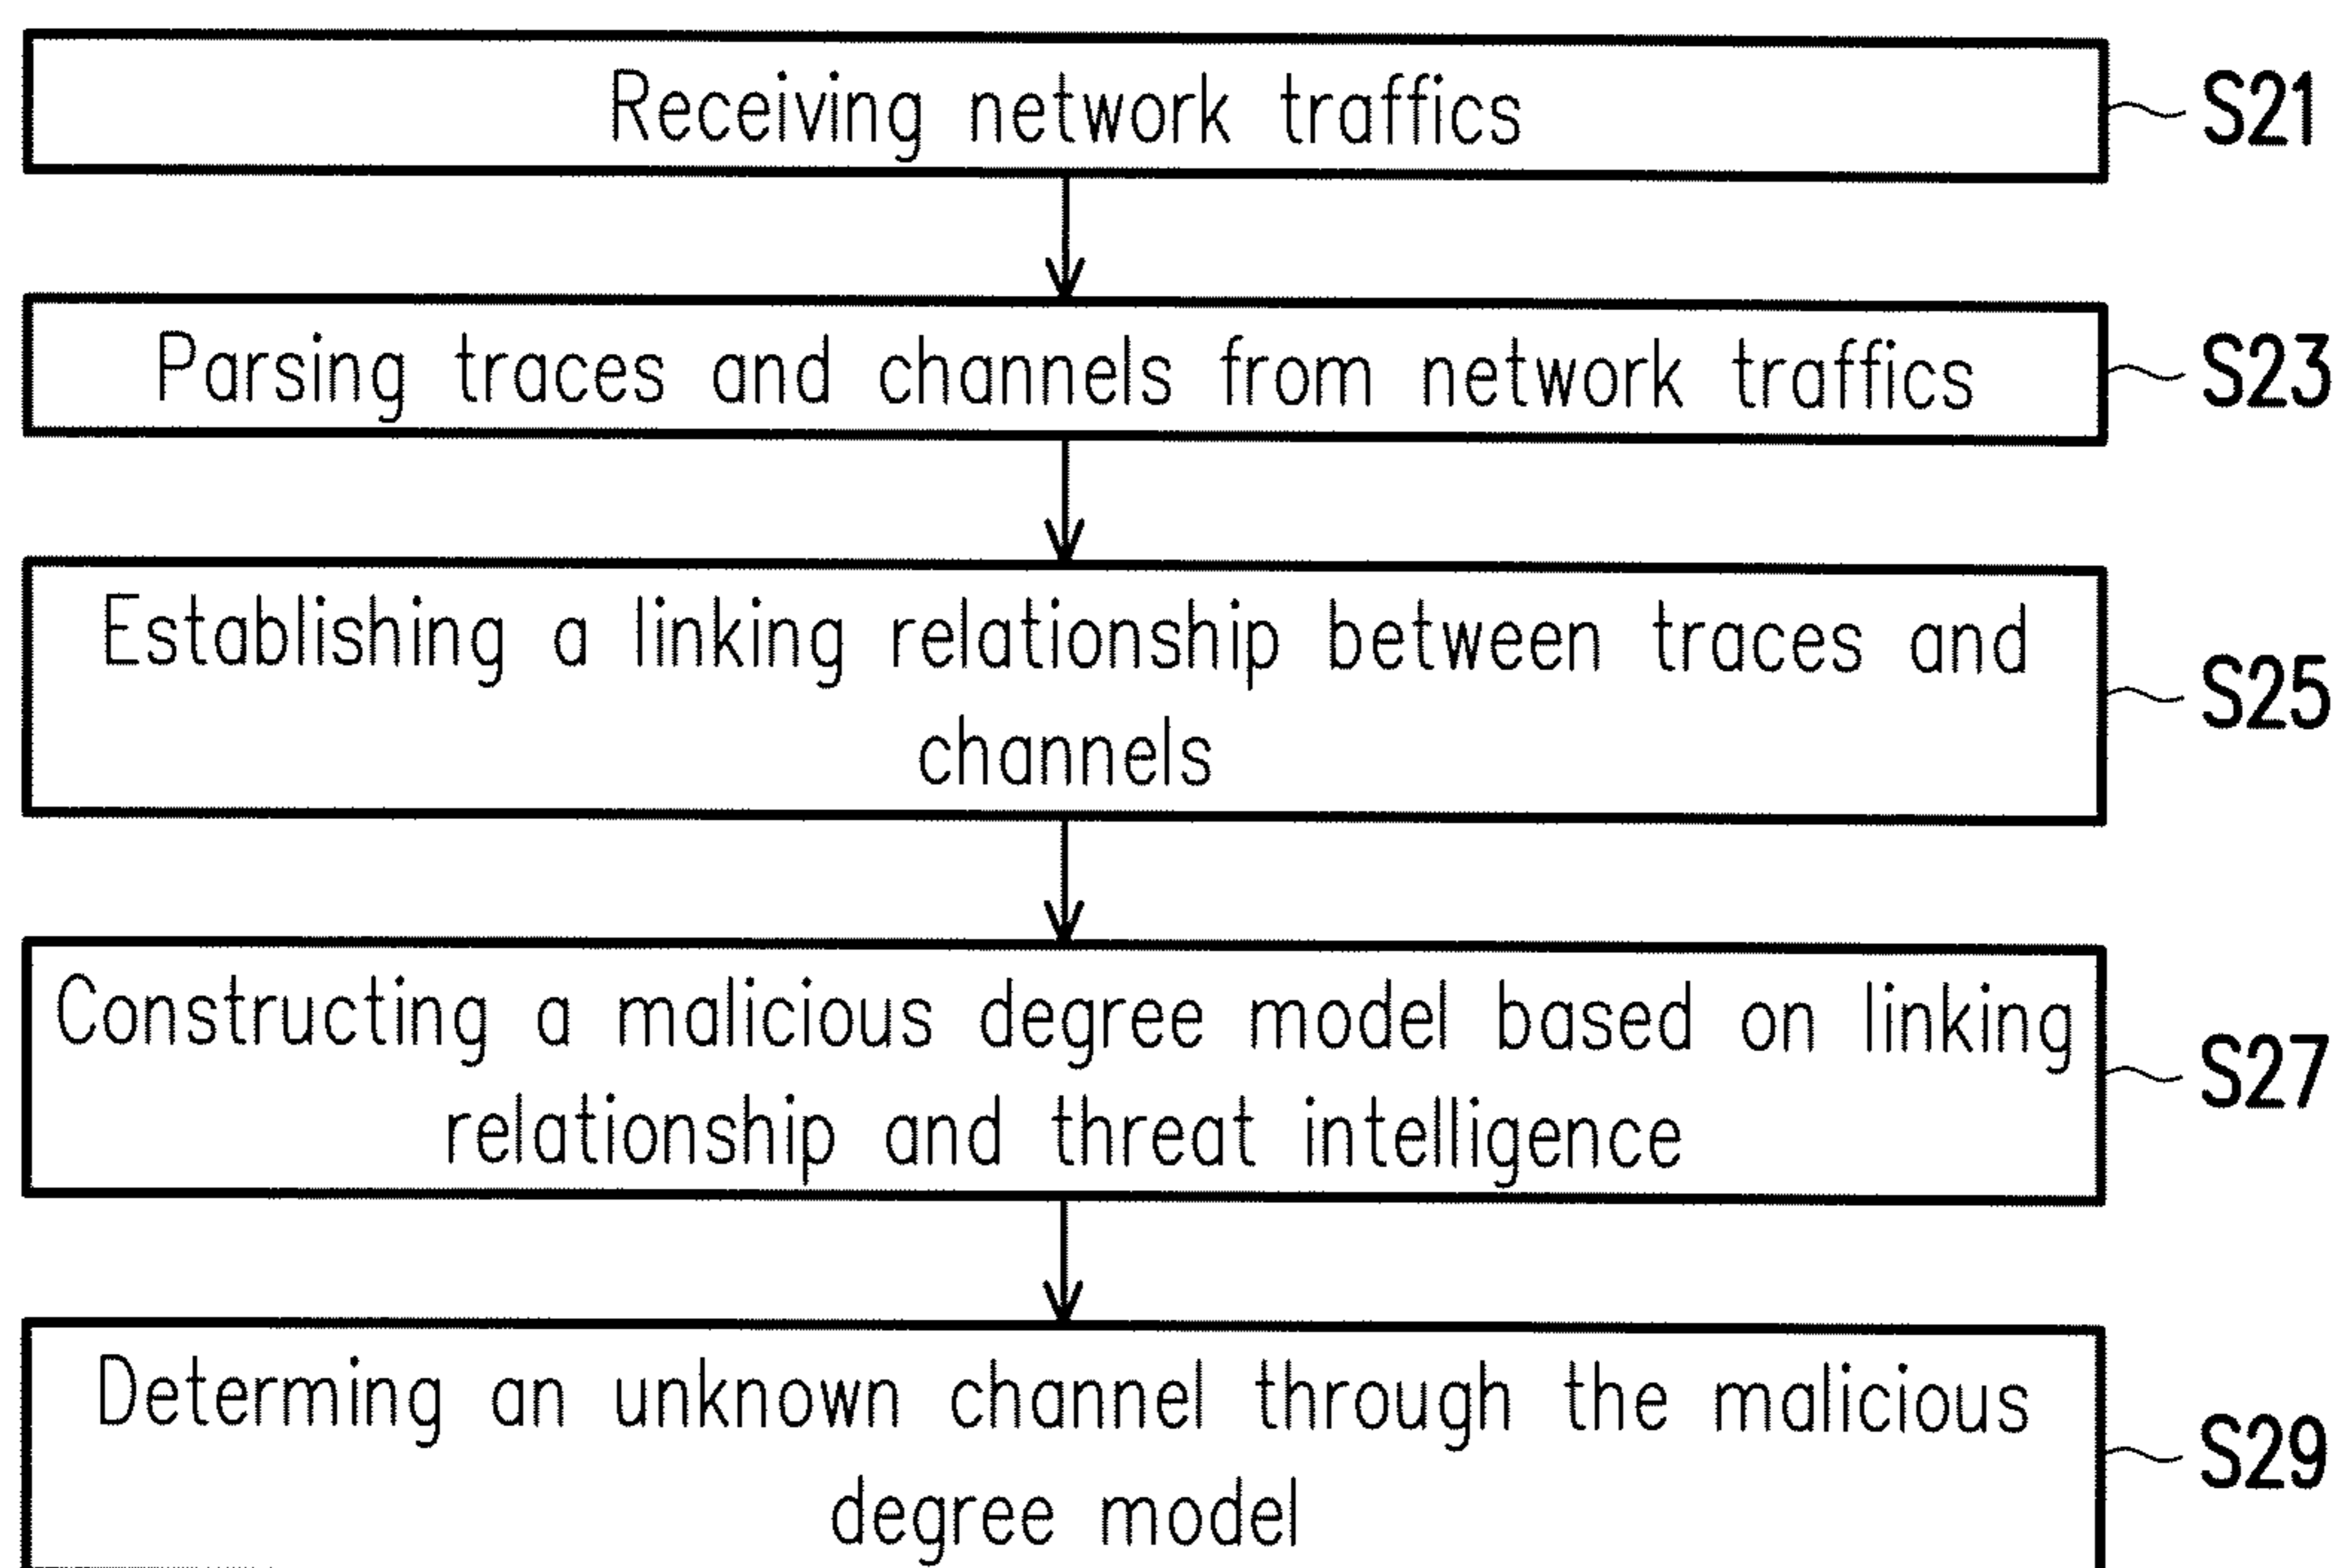 Receiving network traffics
S21
Parsing traces and channels from network traffics
S23
Establishing a linking relationship between traces and
channels
S25
Constructing a malicious degree model based on linking
relationship and threat intelligence
S27
Determing an unknown channel through the malicious
degree model
S29